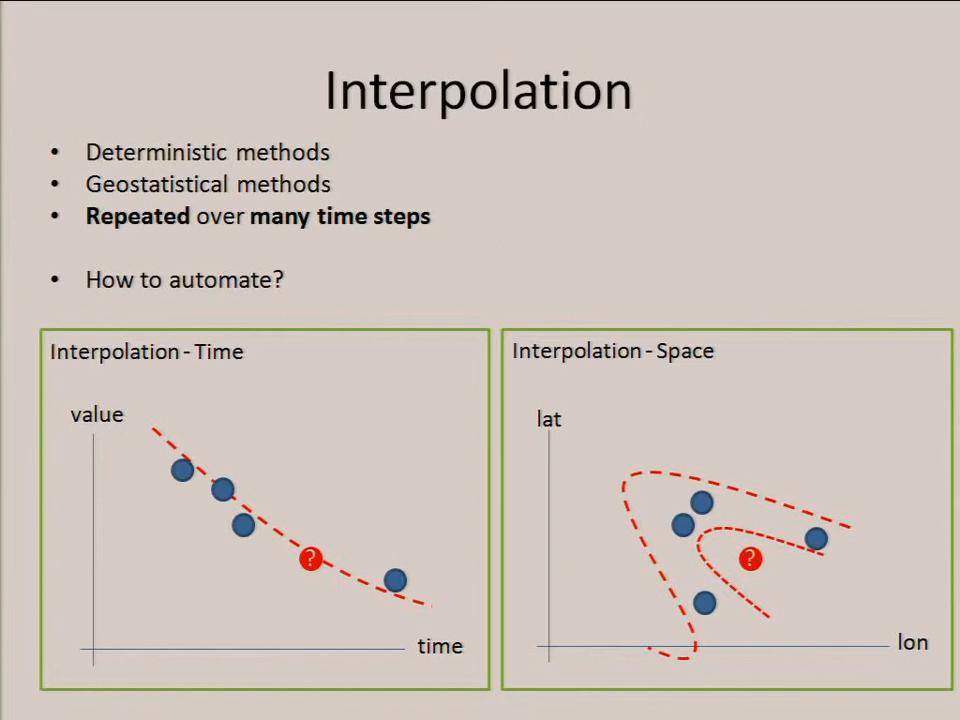 Interpolation
• Deterministic methods
• Geostatistical methods
• Repeated over many time steps
• How to automate?
Interpolation - Time
value
?
time
Interpolation - Space
lat
?
lon